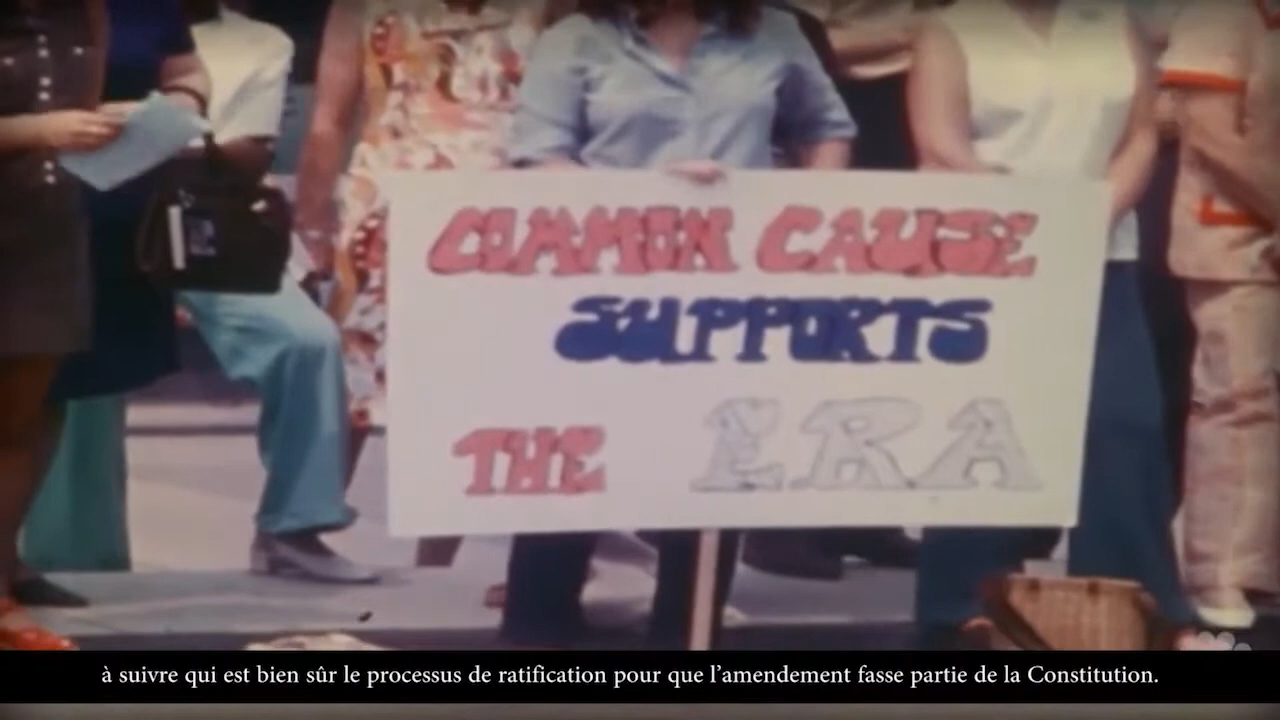 COMMON CAUSE
SUPPORTS
THE ERA
à suivre qui est bien sûr le processus de ratification pour que l’amendement fasse partie de la Constitution.